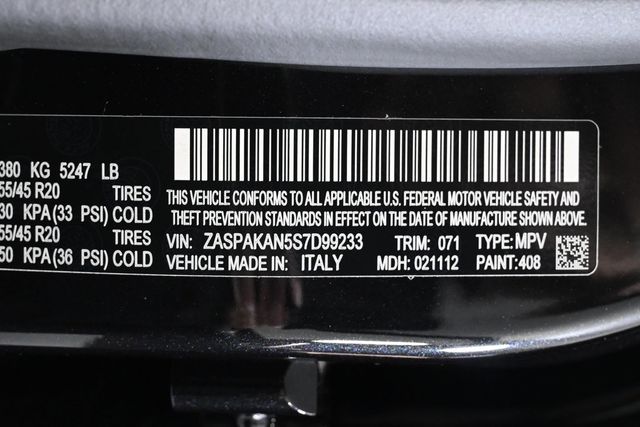 380 KG 5247 LB
55/45 R20 TIRES
30 KPA(33 PSI) COLD
55/45 R20 TIRES
50 KPA(36 PSI) COLD
THIS VEHICLE CONFORMS TO ALL APPLICABLE U.S. FEDERAL MOTOR VEHICLE SAFETY AND
THEFT PREVENTION STANDARDS IN EFFECT ON THE DATE OF MANUFACTURE SHOWN ABOVE.
VIN: ZASPAKAN5S7D99233 TRIM: 071 TYPE:MPV
VEHICLE MADE IN: ITALY MDH: 021112 PAINT:408